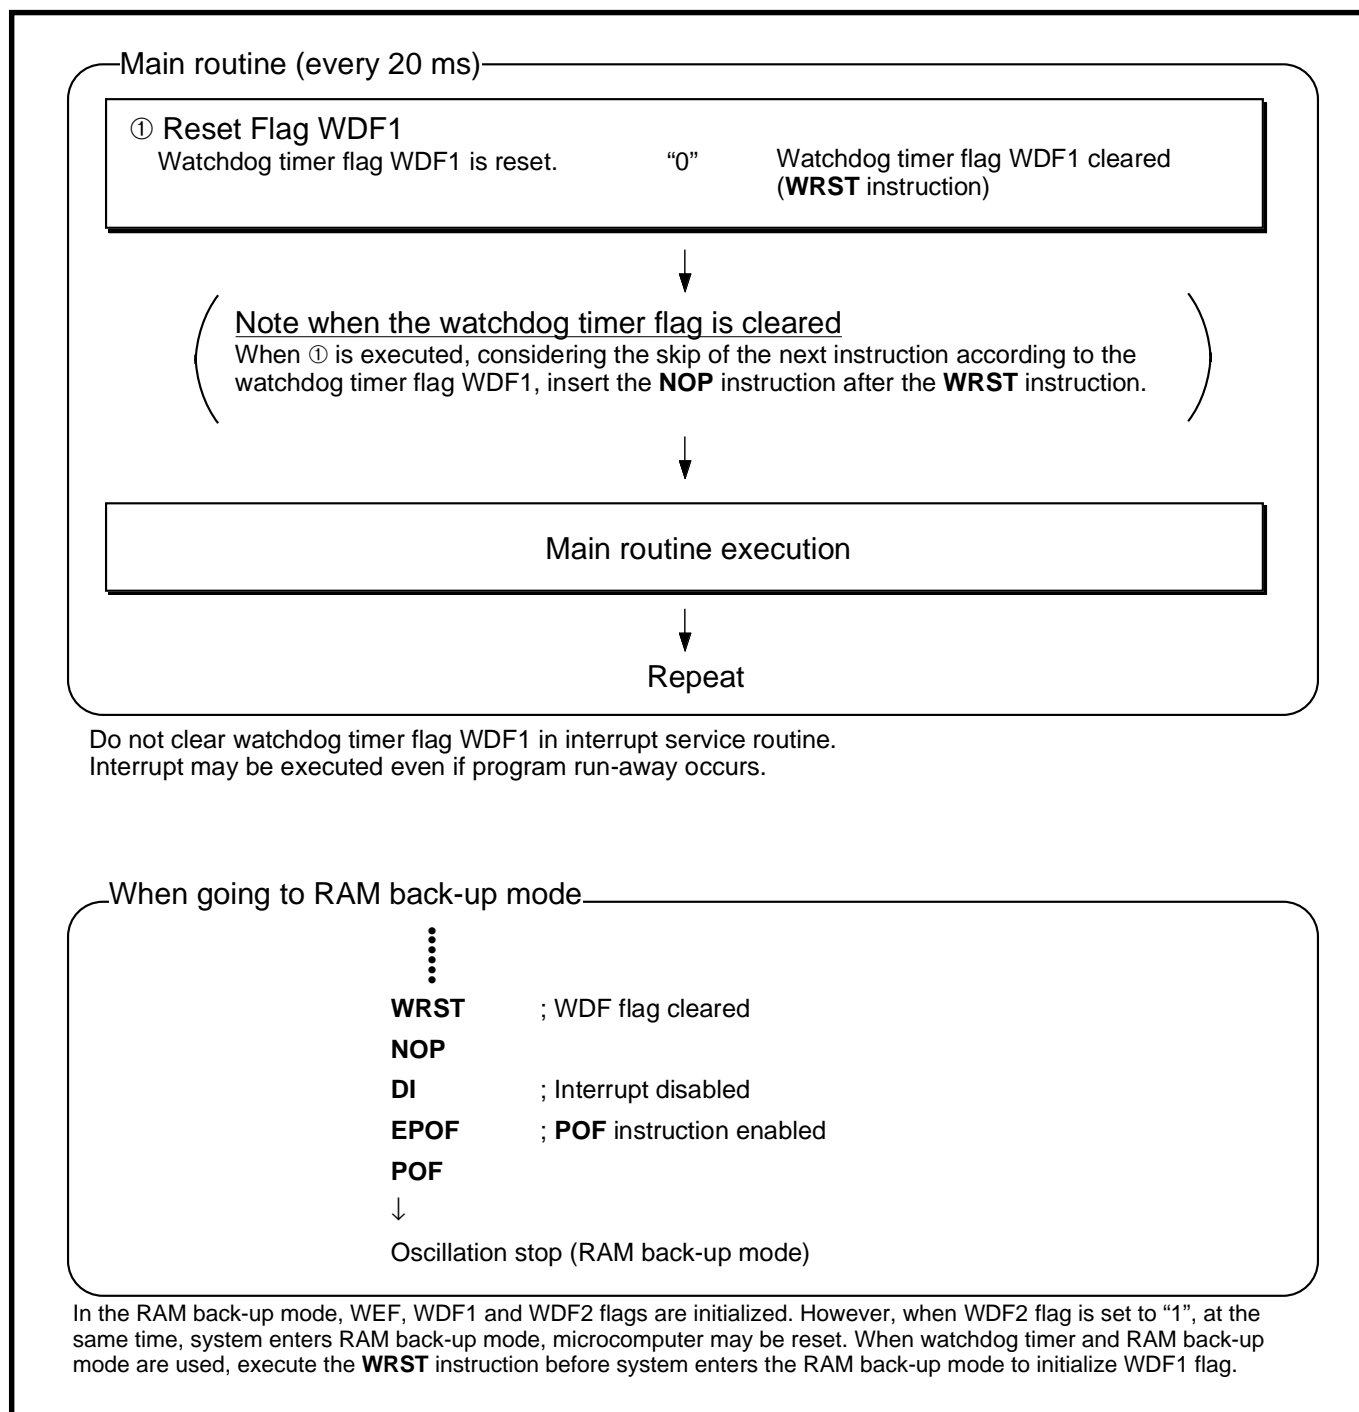 Main routine (every 20 ms)
① Reset Flag WDF1
Watchdog timer flag WDF1 is reset. “0” Watchdog timer flag WDF1 cleared
(WRST instruction)
Note when the watchdog timer flag is cleared
When ① is executed, considering the skip of the next instruction according to the
watchdog timer flag WDF1, insert the NOP instruction after the WRST instruction.
Main routine execution
Repeat
Do not clear watchdog timer flag WDF1 in interrupt service routine.
Interrupt may be executed even if program run-away occurs.
When going to RAM back-up mode
WRST ; WDF flag cleared
NOP
DI ; Interrupt disabled
EPOF ; POF instruction enabled
POF
↓
Oscillation stop (RAM back-up mode)
In the RAM back-up mode, WEF, WDF1 and WDF2 flags are initialized. However, when WDF2 flag is set to “1”, at the
same time, system enters RAM back-up mode, microcomputer may be reset. When watchdog timer and RAM back-up
mode are used, execute the WRST instruction before system enters the RAM back-up mode to initialize WDF1 flag.